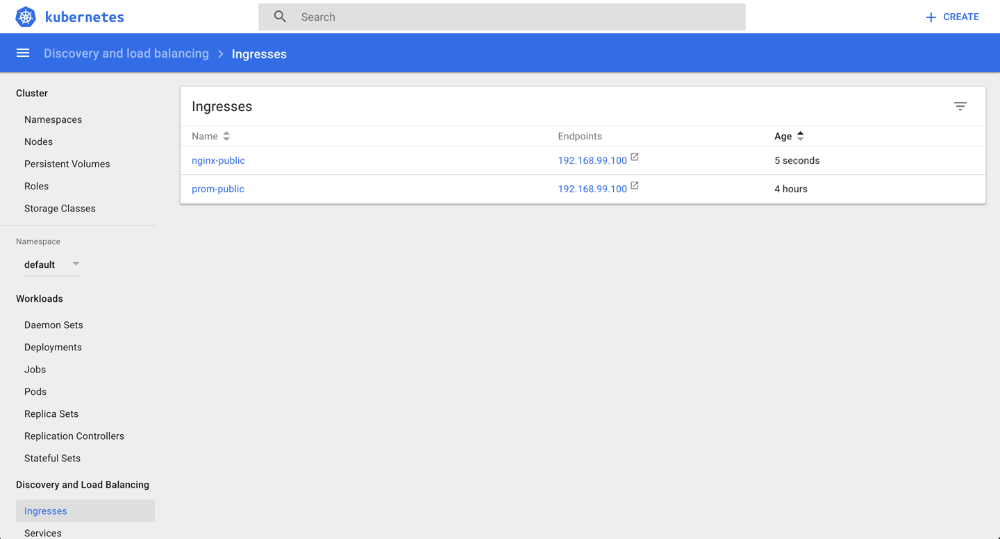 kubernetes
Search
CREATE
Discovery and load balancing Ingresses
Cluster
Namespaces
Nodes
Persistent Volumes
Roles
Storage Classes
Namespace
default
Workloads
Daemon Sets
Deployments
Jobs
Pods
Replica Sets
Replication Controllers
Stateful Sets
Discovery and Load Balancing
Ingresses
Services
Ingresses
Name Endpoints Age
nginx-public 192.168.99.100 5 seconds
prom-public 192.168.99.100 4 hours